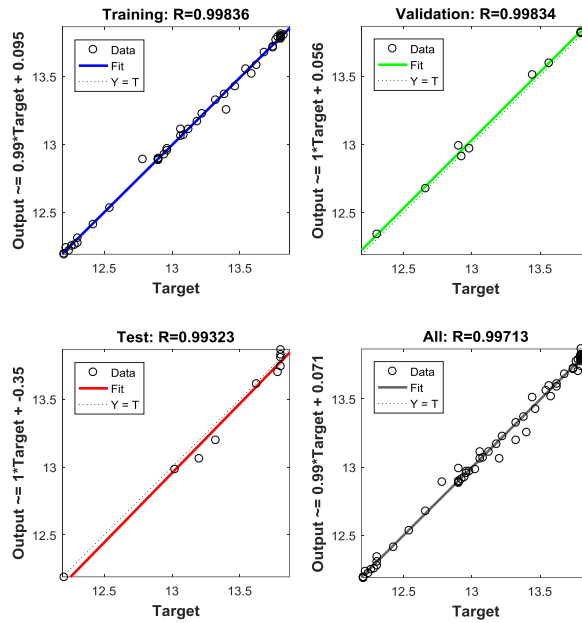 Training: R=0.99836
Output ~= 0.99*Target + 0.095
13.5
13
12.5
Data
Fit
Y = T
12.5 13 13.5
Target
Validation: R=0.99834
Output ~= 1*Target + 0.056
13.5
13
12.5
Data
Fit
Y = T
12.5 13 13.5
Target
Test: R=0.99323
Output ~= 1*Target + -0.35
13.5
13
12.5
Data
Fit
Y = T
12.5 13 13.5
Target
All: R=0.99713
Output ~= 0.99*Target + 0.071
13.5
13
12.5
Data
Fit
Y = T
12.5 13 13.5
Target